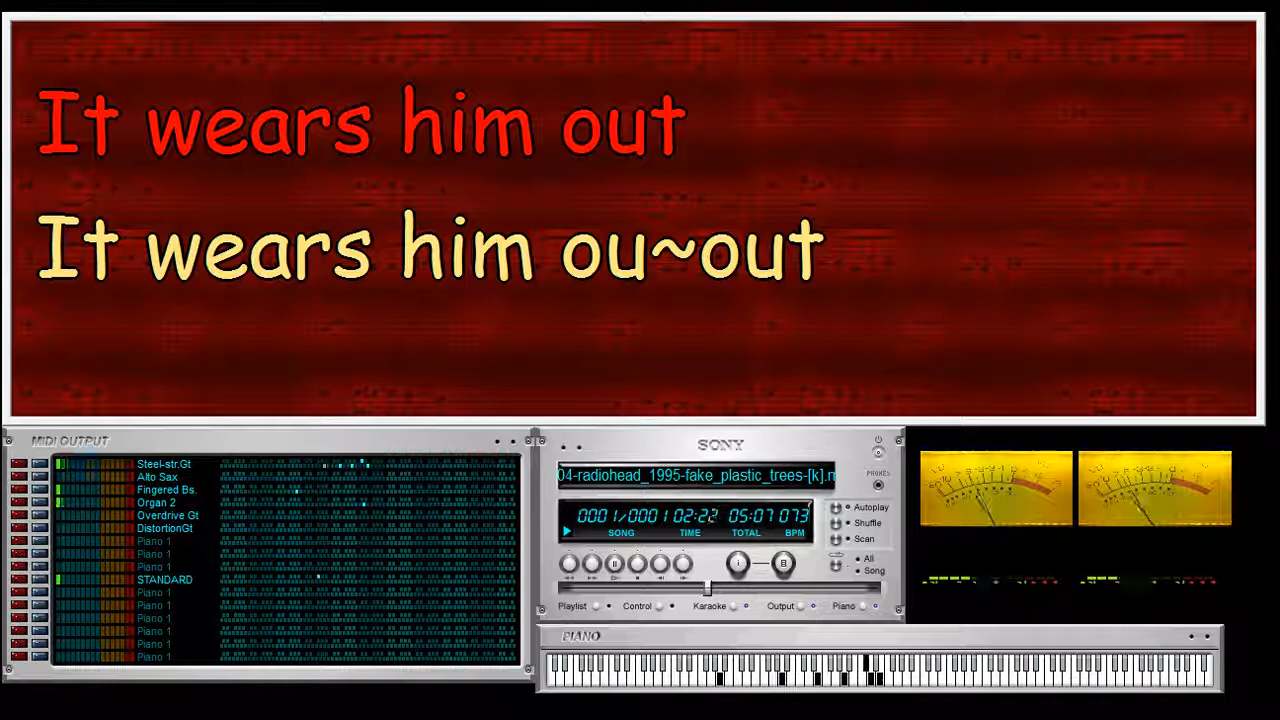 It wears him out
It wears him ou~out
MIDI OUTPUT
Steel-str.Gt
Alto Sax
Fingered Bs.
Organ 2
Overdrive Gt
DistortionGt
Piano 1
Piano 1
Piano 1
STANDARD
Piano 1
Piano 1
Piano 1
Piano 1
Piano 1
Piano 1
SONY
04-radiohead_1995-fake_plastic_trees-[k].m
PHONES
0001/0001 02:22 05:07 073
SONG TIME TOTAL BPM
Autoplay
Shuffle
Scan
All
Song
Playlist Control Karaoke Output Piano
PIANO